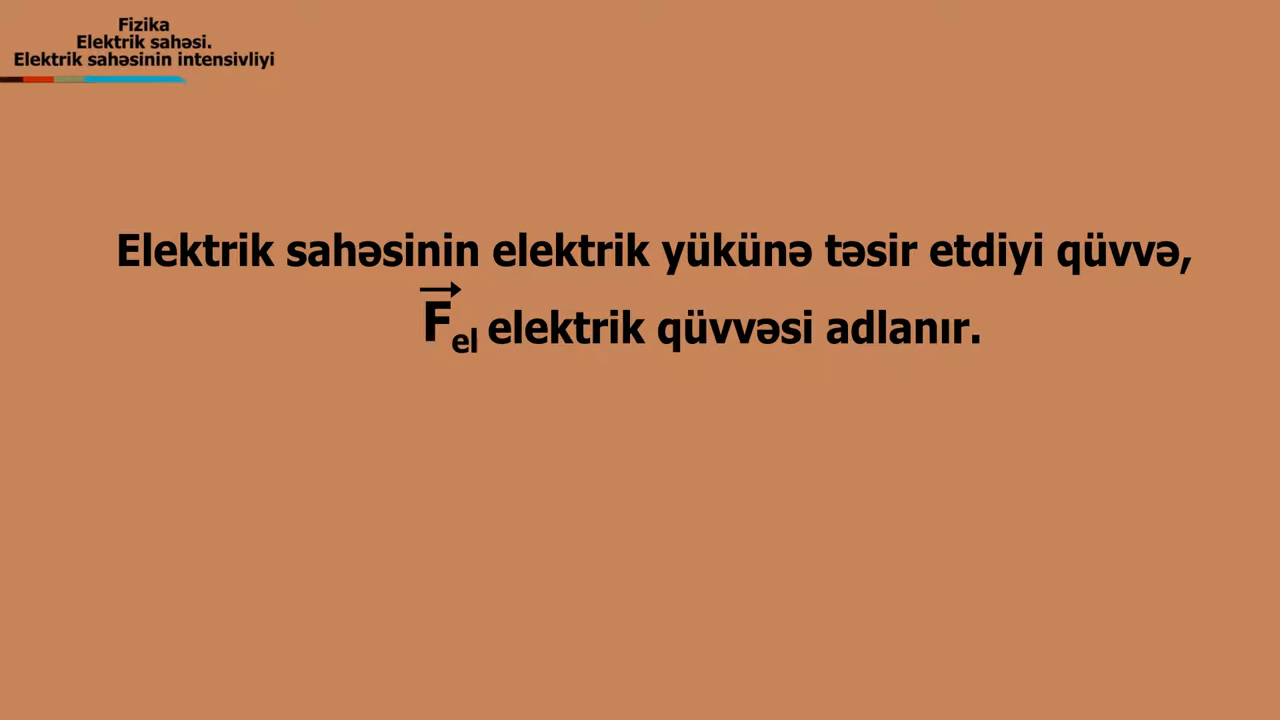 Fizika
Elektrik sahəsi.
Elektrik sahəsinin intensivliyi
Elektrik sahəsinin elektrik yükünə təsir etdiyi qüvvə,
F⃗el elektrik qüvvəsi adlanır.